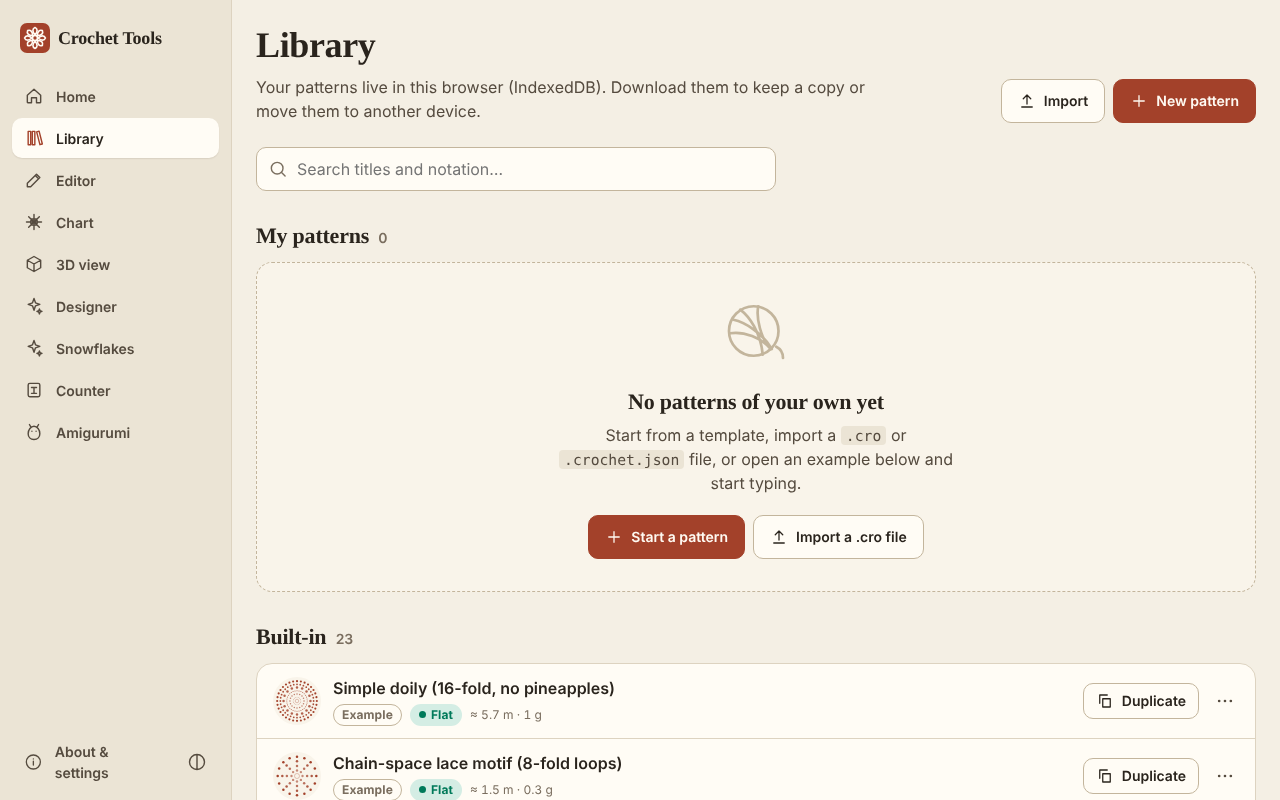 Crochet Tools
Home
Library
Editor
Chart
3D view
Designer
Snowflakes
Counter
Amigurumi
About &
settings
Library
Your patterns live in this browser (IndexedDB). Download them to keep a copy or
move them to another device.
Import
New pattern
Search titles and notation…
My patterns 0
No patterns of your own yet
Start from a template, import a .cro or
.crochet.json file, or open an example below and
start typing.
Start a pattern
Import a .cro file
Built-in 23
Simple doily (16-fold, no pineapples)
Example Flat ≈ 5.7 m · 1 g
Duplicate
Chain-space lace motif (8-fold loops)
Example Flat ≈ 1.5 m · 0.3 g
Duplicate